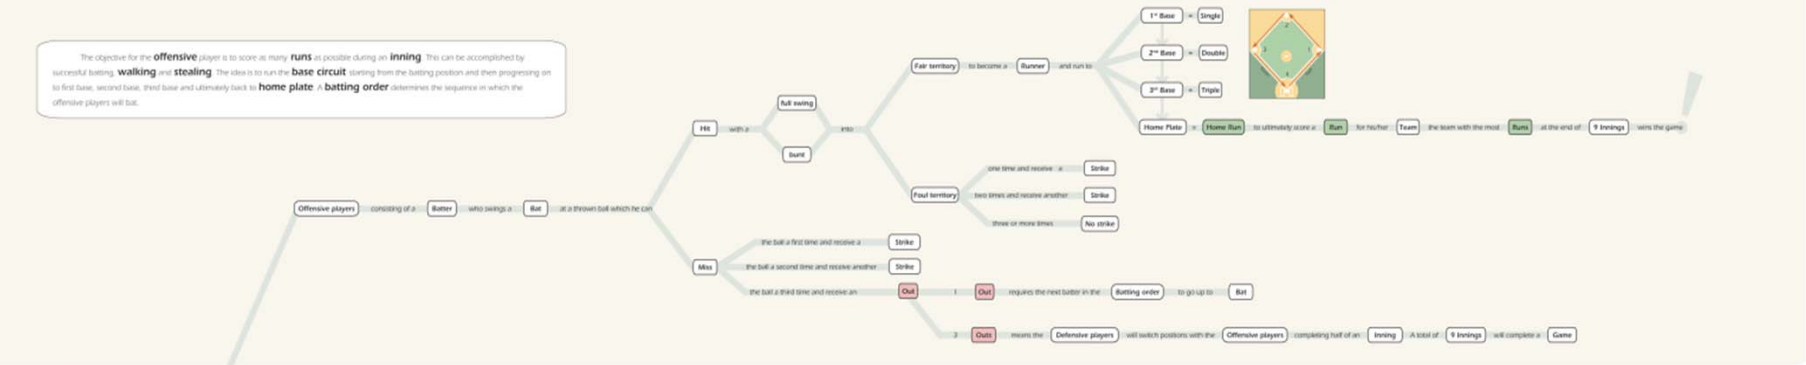 The objective for the offensive player is to score as many runs as possible during an inning. This can be accomplished by
successful batting, walking and stealing. The idea is to run the base circuit starting from the batting position and then progressing on
to first base, second base, third base and ultimately back to home plate. A batting order determines the sequence in which the
offensive players will bat.
1st Base = Single
2nd Base = Double
3rd Base = Triple
Fair territory to become a Runner and run to
Home Plate = Home Run to ultimately score a Run for his/her Team the team with the most Runs at the end of 9 Innings wins the game
full swing
Hit with a into
bunt
one time and receive a Strike
Foul territory two times and receive another Strike
three or more times No strike
Offensive players consisting of a Batter who swings a Bat at a thrown ball which he can
the ball a first time and receive a Strike
Miss the ball a second time and receive another Strike
the ball a third time and receive an Out 1 Out requires the next batter in the Batting order to go up to Bat
3 Outs means the Defensive players will switch positions with the Offensive players completing half of an Inning A total of 9 Innings will complete a Game